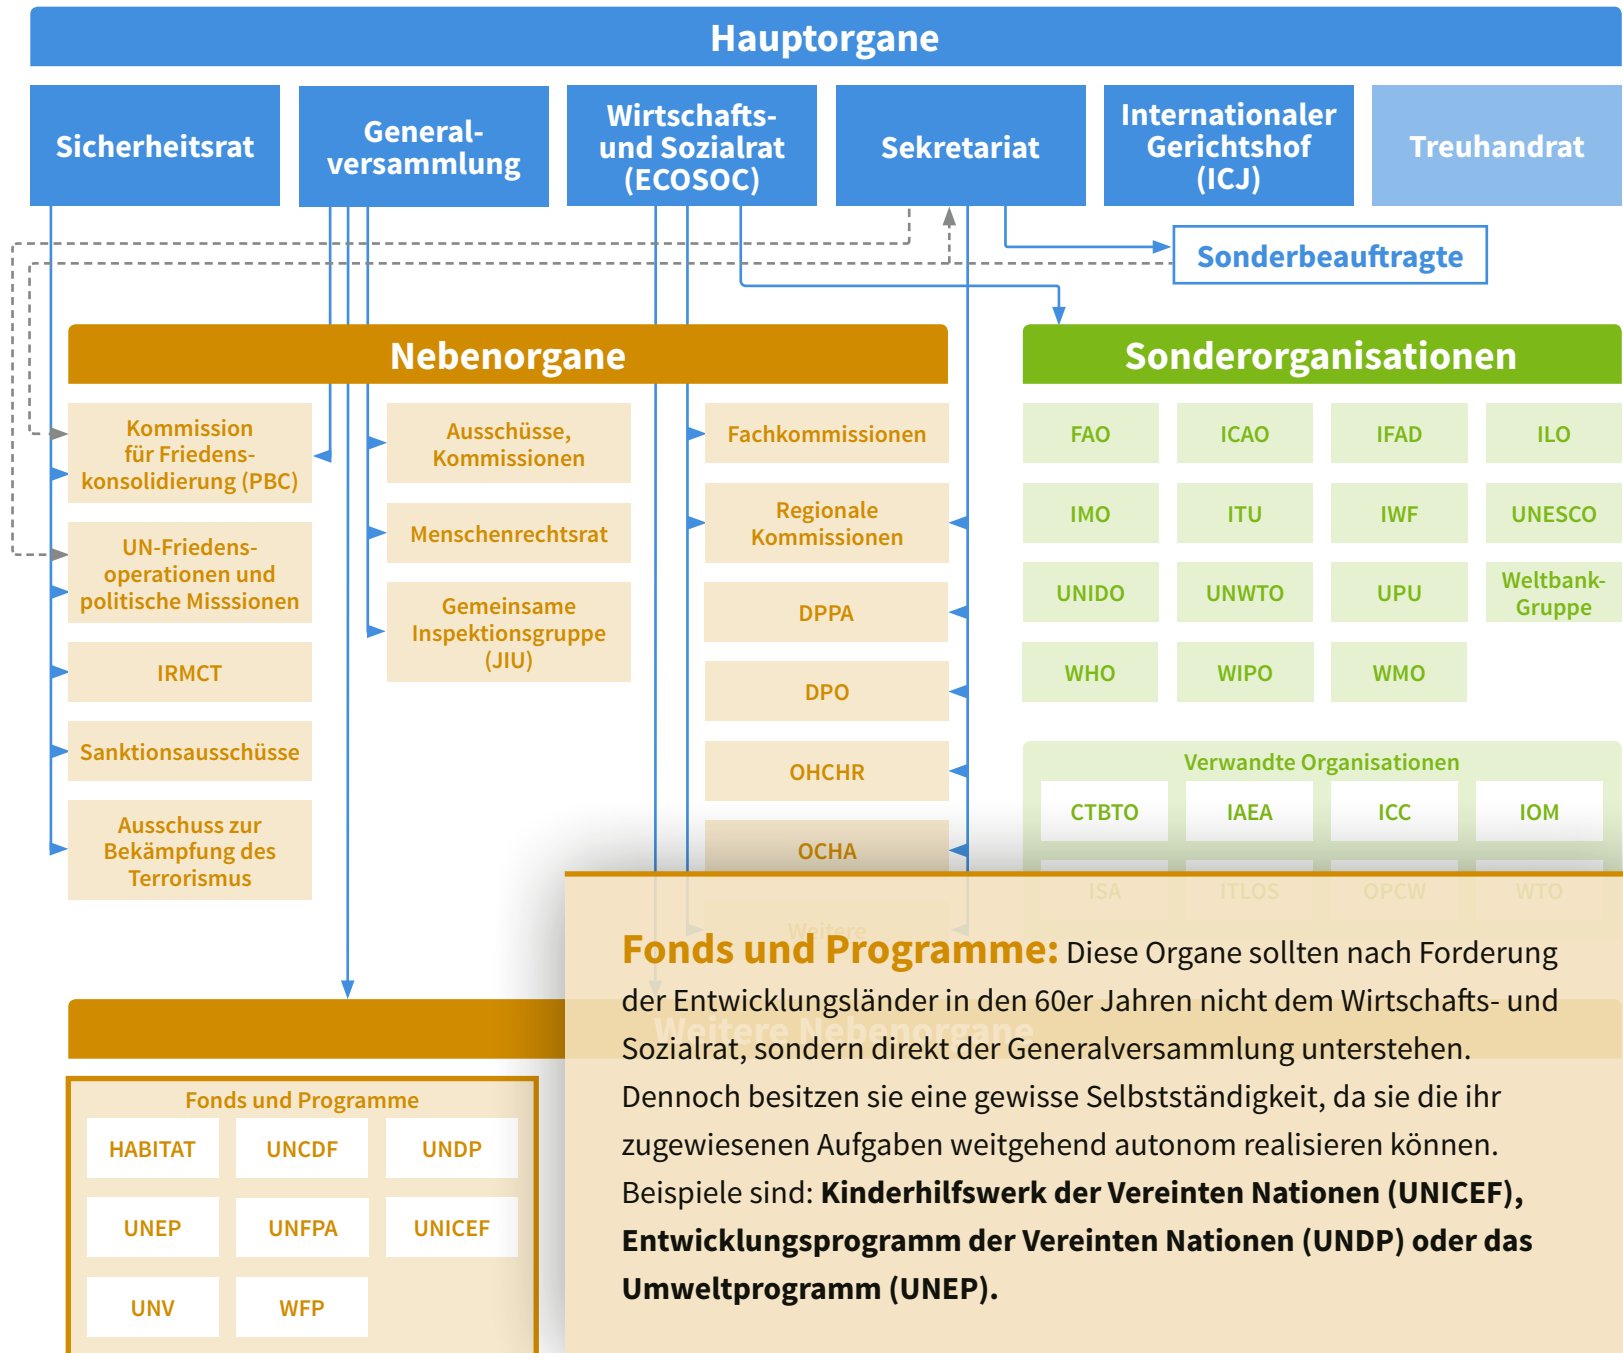 Hauptorgane
Sicherheitsrat
General-
versammlung
Wirtschafts-
und Sozialrat
(ECOSOC)
Sekretariat
Internationaler
Gerichtshof
(ICJ)
Treuhandrat
Sonderbeauftragte
Nebenorgane
Kommission
für Friedens-
konsolidierung (PBC)
UN-Friedens-
operationen und
politische Misssionen
IRMCT
Sanktionsausschüsse
Ausschuss zur
Bekämpfung des
Terrorismus
Ausschüsse,
Kommissionen
Menschenrechtsrat
Gemeinsame
Inspektionsgruppe
(JIU)
Fachkommissionen
Regionale
Kommissionen
DPPA
DPO
OHCHR
OCHA
Weitere
Sonderorganisationen
FAO ICAO IFAD ILO
IMO ITU IWF UNESCO
UNIDO UNWTO UPU Weltbank-
Gruppe
WHO WIPO WMO
Verwandte Organisationen
CTBTO IAEA ICC IOM
ISA ITLOS OPCW WTO
Weitere Nebenorgane
Fonds und Programme
HABITAT UNCDF UNDP
UNEP UNFPA UNICEF
UNV WFP
Fonds und Programme: Diese Organe sollten nach Forderung
der Entwicklungsländer in den 60er Jahren nicht dem Wirtschafts- und
Sozialrat, sondern direkt der Generalversammlung unterstehen.
Dennoch besitzen sie eine gewisse Selbstständigkeit, da sie die ihr
zugewiesenen Aufgaben weitgehend autonom realisieren können.
Beispiele sind: Kinderhilfswerk der Vereinten Nationen (UNICEF),
Entwicklungsprogramm der Vereinten Nationen (UNDP) oder das
Umweltprogramm (UNEP).